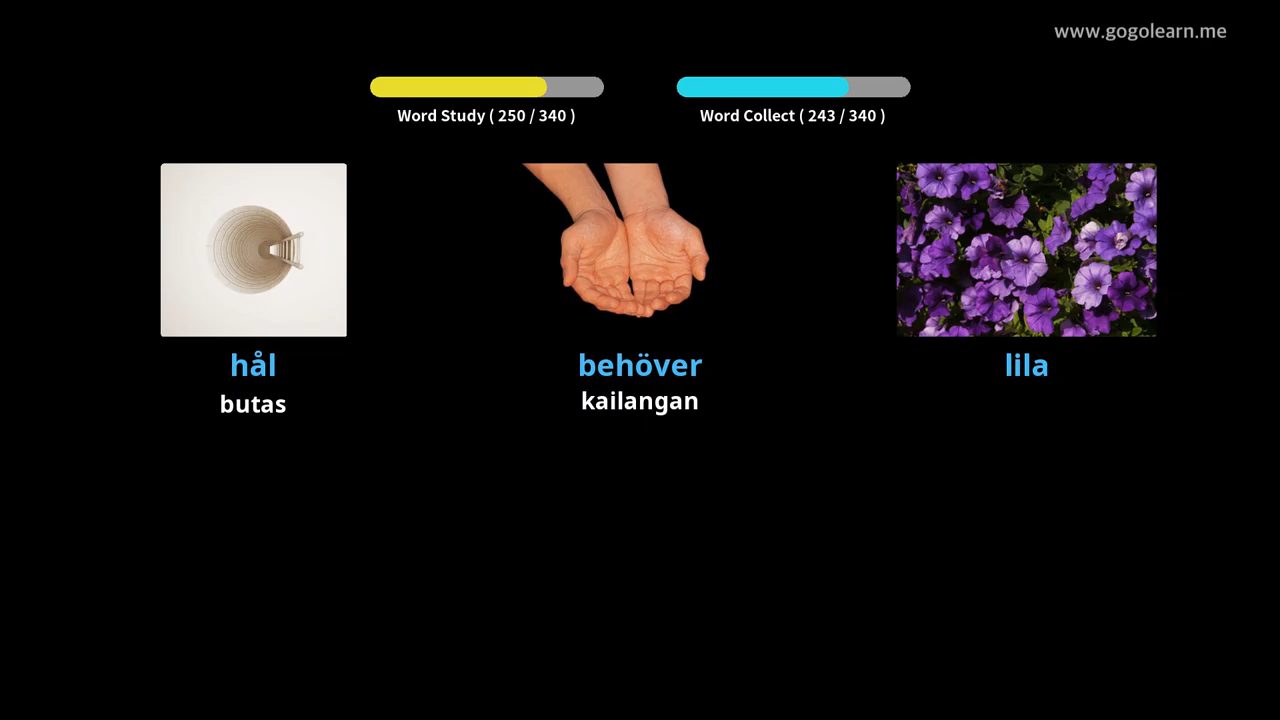 www.gogolearn.me
Word Study ( 250 / 340 )
Word Collect ( 243 / 340 )
hål
behöver
lila
butas
kailangan